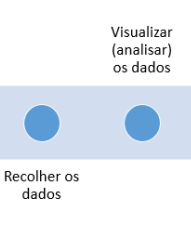 Visualizar
(analisar)
os dados
Recolher os
dados